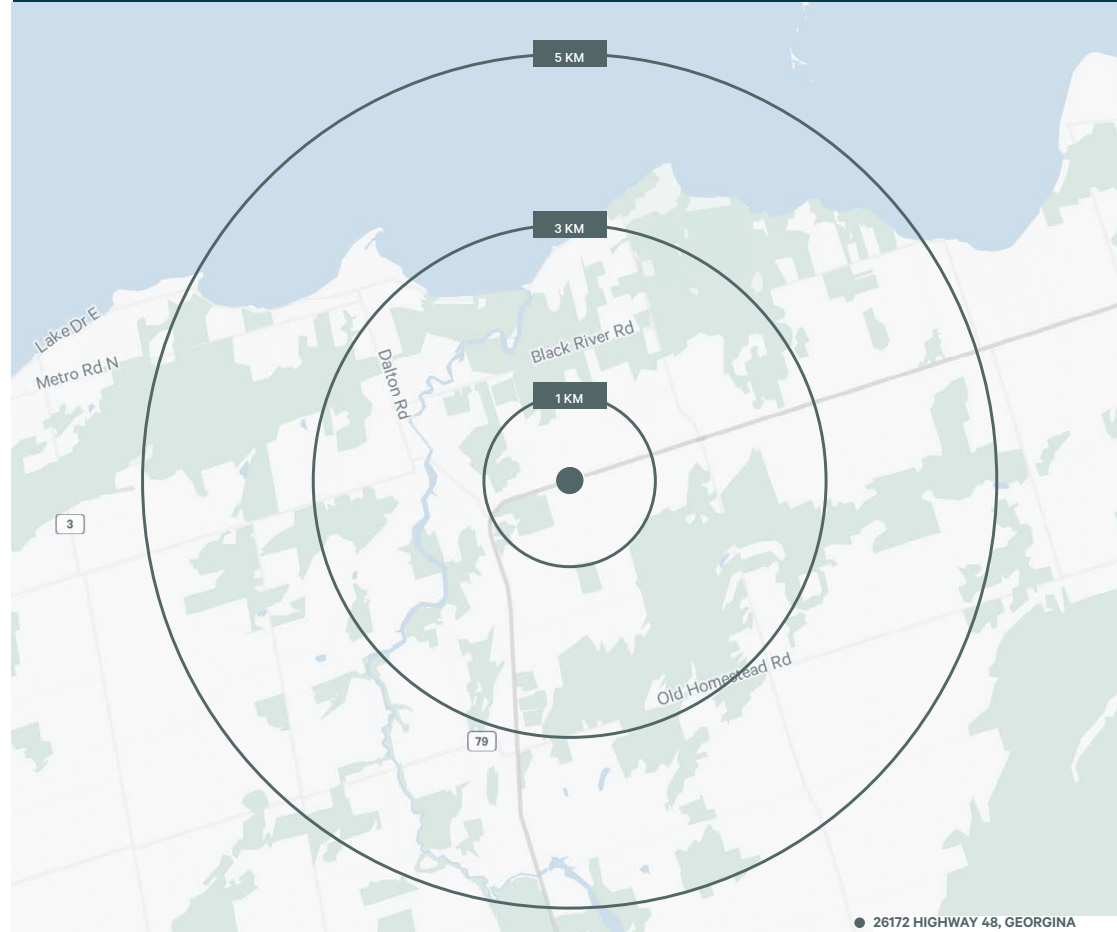 5 KM
3 KM
Lake Dr E
Black River Rd
Metro Rd N
Dalton Rd
1 KM
3
Old Homestead Rd
79
26172 HIGHWAY 48, GEORGINA